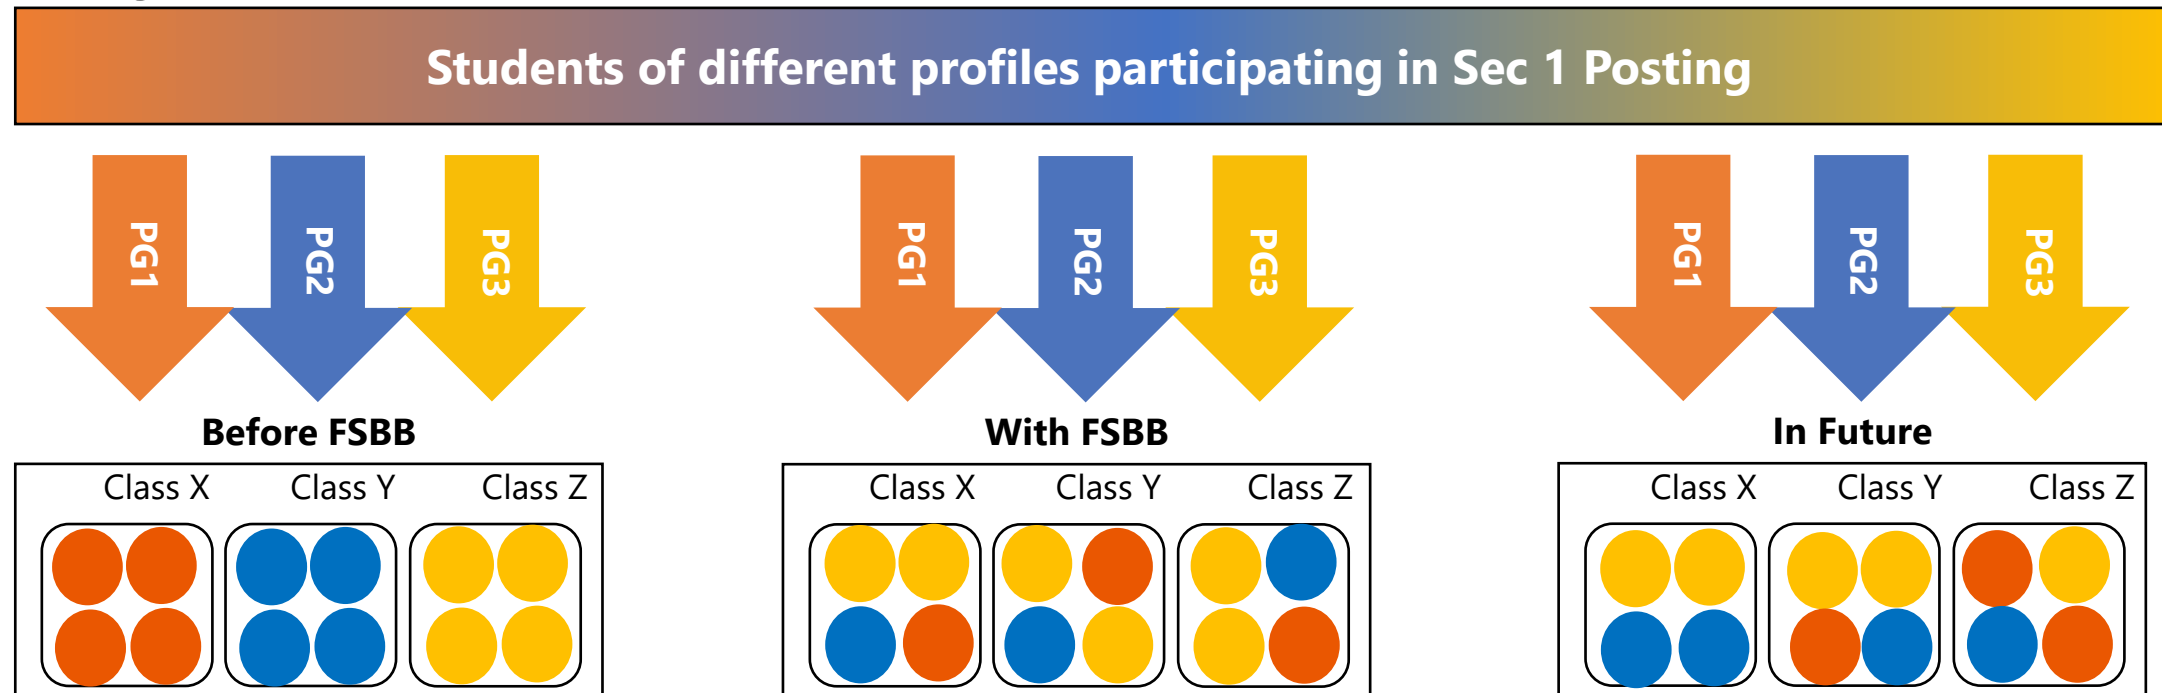 Students of different profiles participating in Sec 1 Posting
PG1
PG2
PG3
PG1
PG2
PG3
PG1
PG2
PG3
Before FSBB
With FSBB
In Future
Class X
Class Y
Class Z
Class X
Class Y
Class Z
Class X
Class Y
Class Z